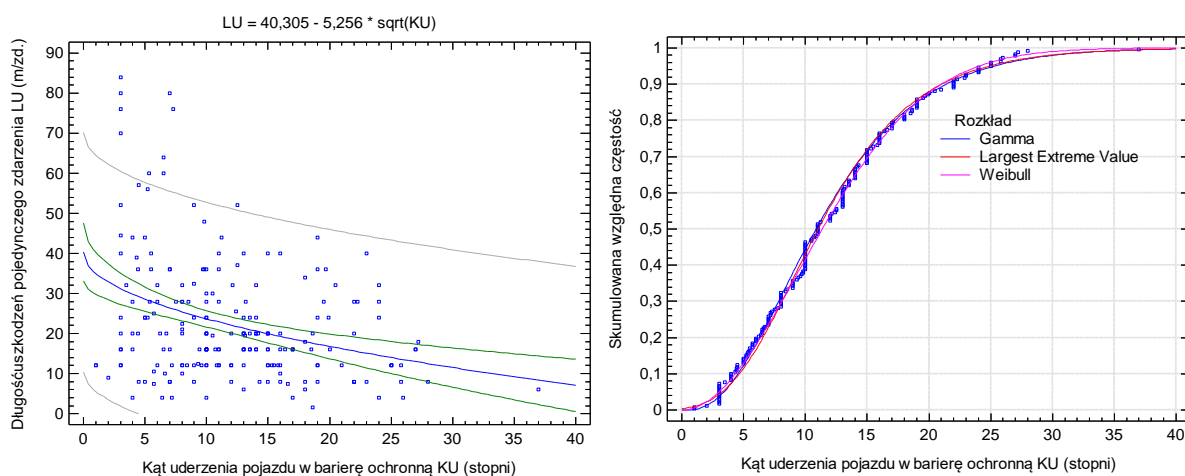 LU = 40,305 - 5,256 * sqrt(KU)
Długośćuszkodzeń pojedynczego zdarzenia LU (m/zd.)
90
80
70
60
50
40
30
20
10
0
0 5 10 15 20 25 30 35 40
Kąt uderzenia pojazdu w barierę ochronną KU (stopni)
Skumulowana względna częstość
1
0,9
0,8
0,7
0,6
0,5
0,4
0,3
0,2
0,1
0
Rozkład
Gamma
Largest Extreme Value
Weibull
0 5 10 15 20 25 30 35 40
Kąt uderzenia pojazdu w barierę ochronną KU (stopni)